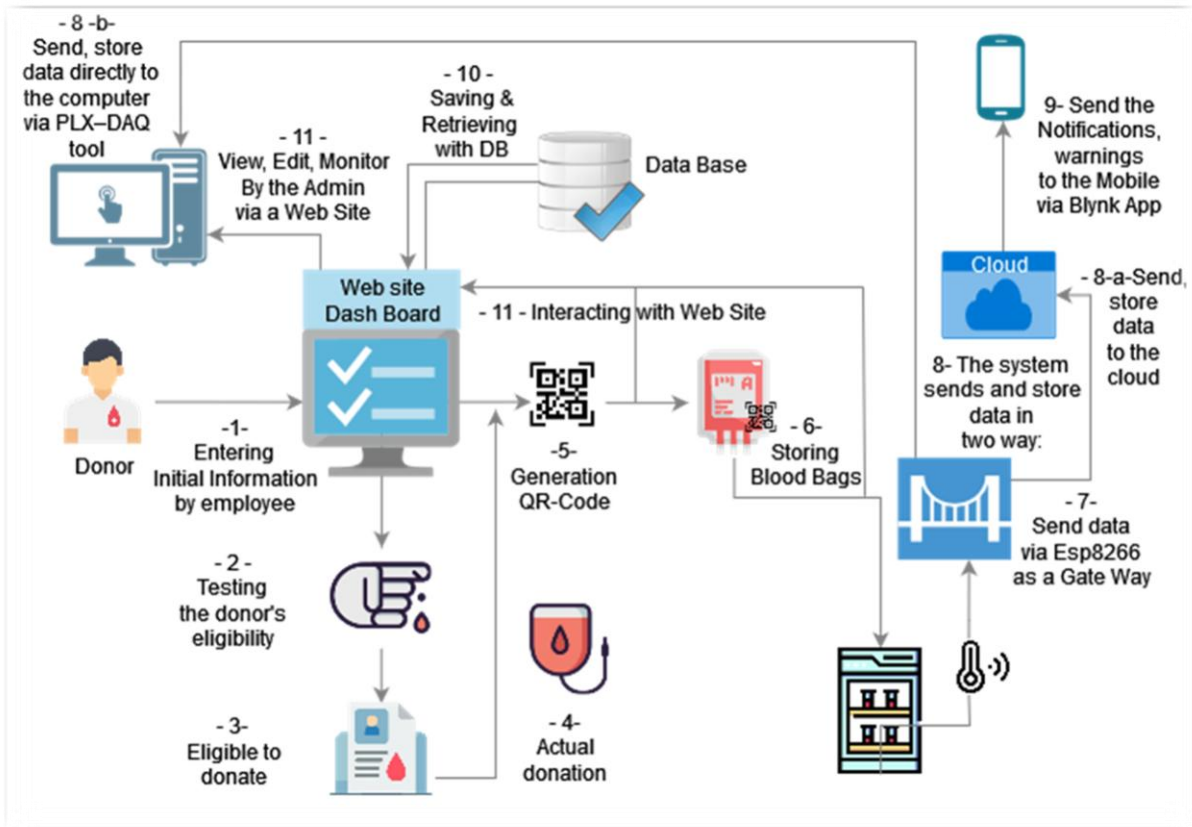 - 8 -b-
Send, store
data directly to
the computer
via PLX–DAQ
tool
- 11 -
View, Edit, Monitor
By the Admin
via a Web Site
- 10 -
Saving &
Retrieving
with DB
Data Base
9- Send the
Notifications,
warnings
to the Mobile
via Blynk App
Cloud
- 8-a-Send,
store
data
to the
cloud
Web site
Dash Board
- 11 - Interacting with Web Site
8- The system
sends and store
data in
two way:
Donor
-1-
Entering
Initial Information
by employee
-5-
Generation
QR-Code
A
- 6-
Storing
Blood Bags
- 7-
Send data
via Esp8266
as a Gate Way
- 2 -
Testing
the donor's
eligibility
- 3-
Eligible to
donate
- 4-
Actual
donation